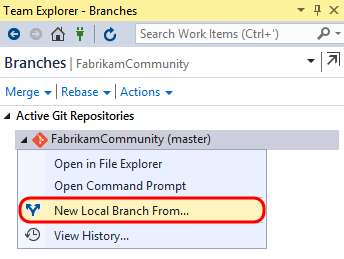 Team Explorer - Branches
Search Work Items (Ctrl+')
Branches | FabrikamCommunity
Merge Rebase Actions
Active Git Repositories
FabrikamCommunity (master)
Open in File Explorer
Open Command Prompt
New Local Branch From...
View History...